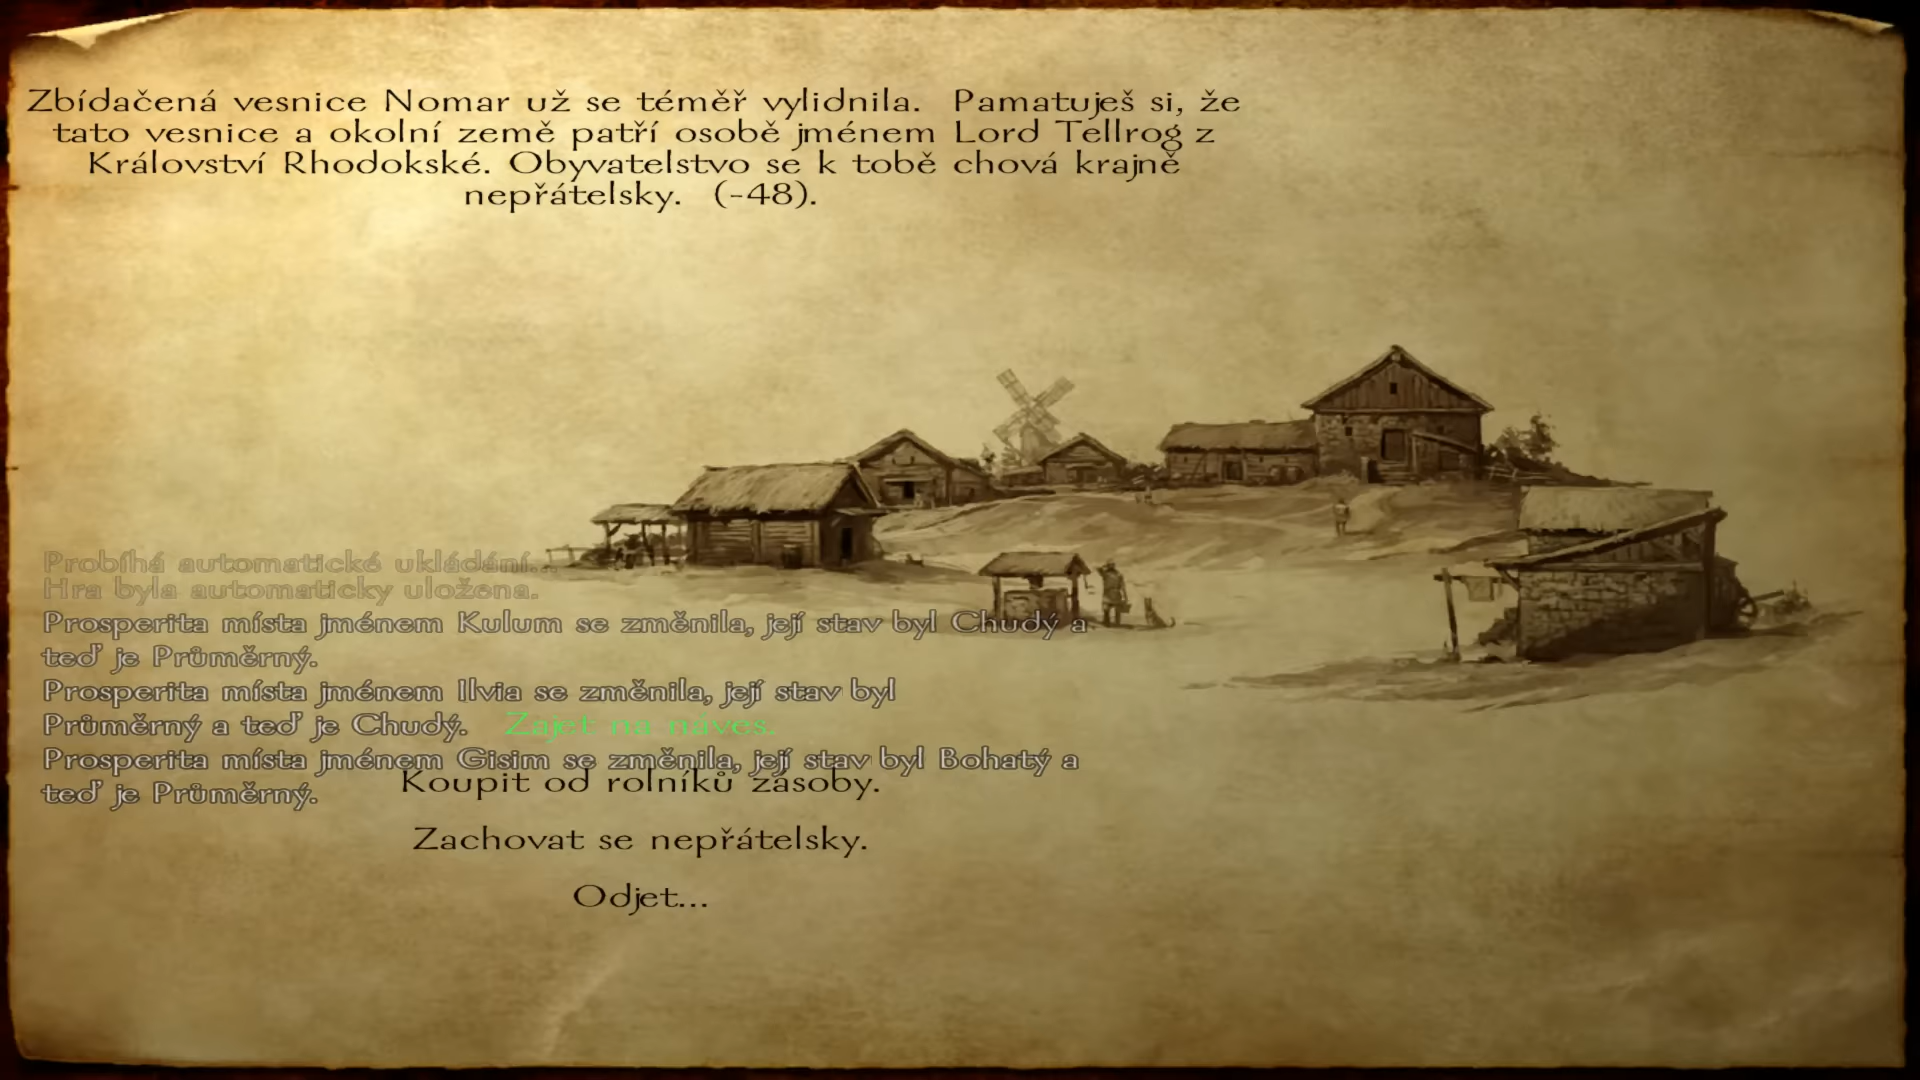 Zbídačená vesnice Nomar už se téměř vylidnila.  Pamatuješ si, že
tato vesnice a okolní země patří osobě jménem Lord Tellrog z
Království Rhodokské. Obyvatelstvo se k tobě chová krajně
nepřátelsky.  (-48).
Probíhá automatické ukládání...
Hra byla automaticky uložena.
Prosperita místa jménem Kulum se změnila, její stav byl Chudý a
teď je Průměrný.
Prosperita místa jménem Ilvia se změnila, její stav byl
Průměrný a teď je Chudý.
Zajet na náves.
Prosperita místa jménem Gisim se změnila, její stav byl Bohatý a
teď je Průměrný.
Koupit od rolníků zásoby.
Zachovat se nepřátelsky.
Odjet...